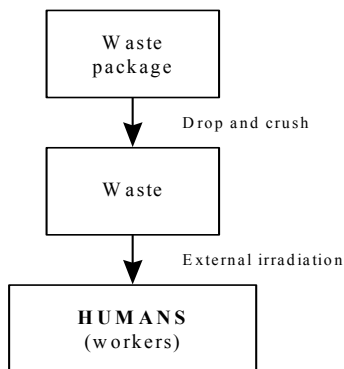 Waste
package
Drop and crush
Waste
External irradiation
HUMANS
(workers)